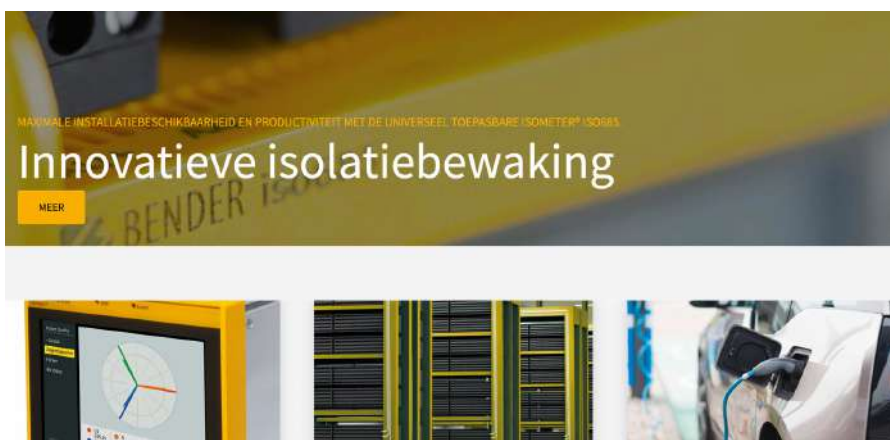 MAXIMALE INSTALLATIEBESCHIKBAARHEID EN PRODUCTIVITEIT MET DE UNIVERSEEL TOEPASBARE ISOMETER® ISO685
Innovatieve isolatiebewaking
MEER
BENDER